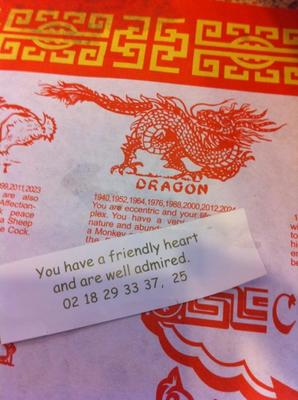 DRAGON
1940,1952,1964,1976,1988,2000,2012,2024
You are eccentric and your life
plex. You have a very
nature and abund
a Monkey
99,2011,2023
are also
Affection-
peace
a Sheep
e Cock.
You have a friendly heart
and are well admired.
02 18 29 33 37, 25